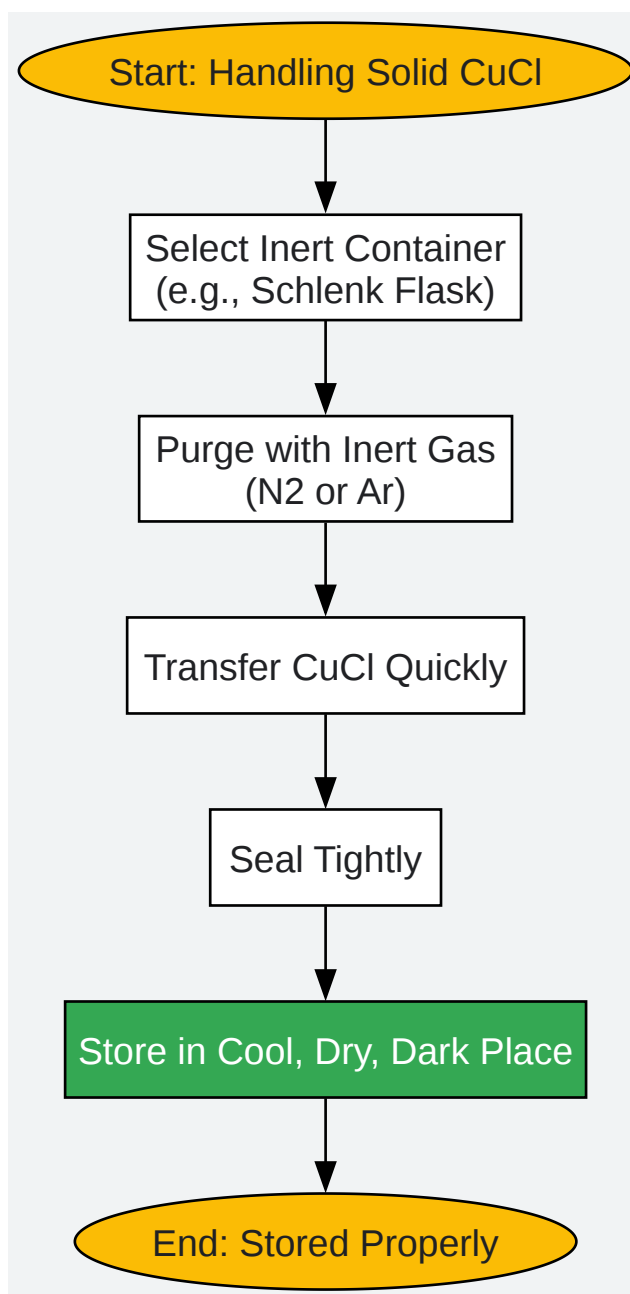 Start: Handling Solid CuCl
Select Inert Container
(e.g., Schlenk Flask)
Purge with Inert Gas
(N2 or Ar)
Transfer CuCl Quickly
Seal Tightly
Store in Cool, Dry, Dark Place
End: Stored Properly